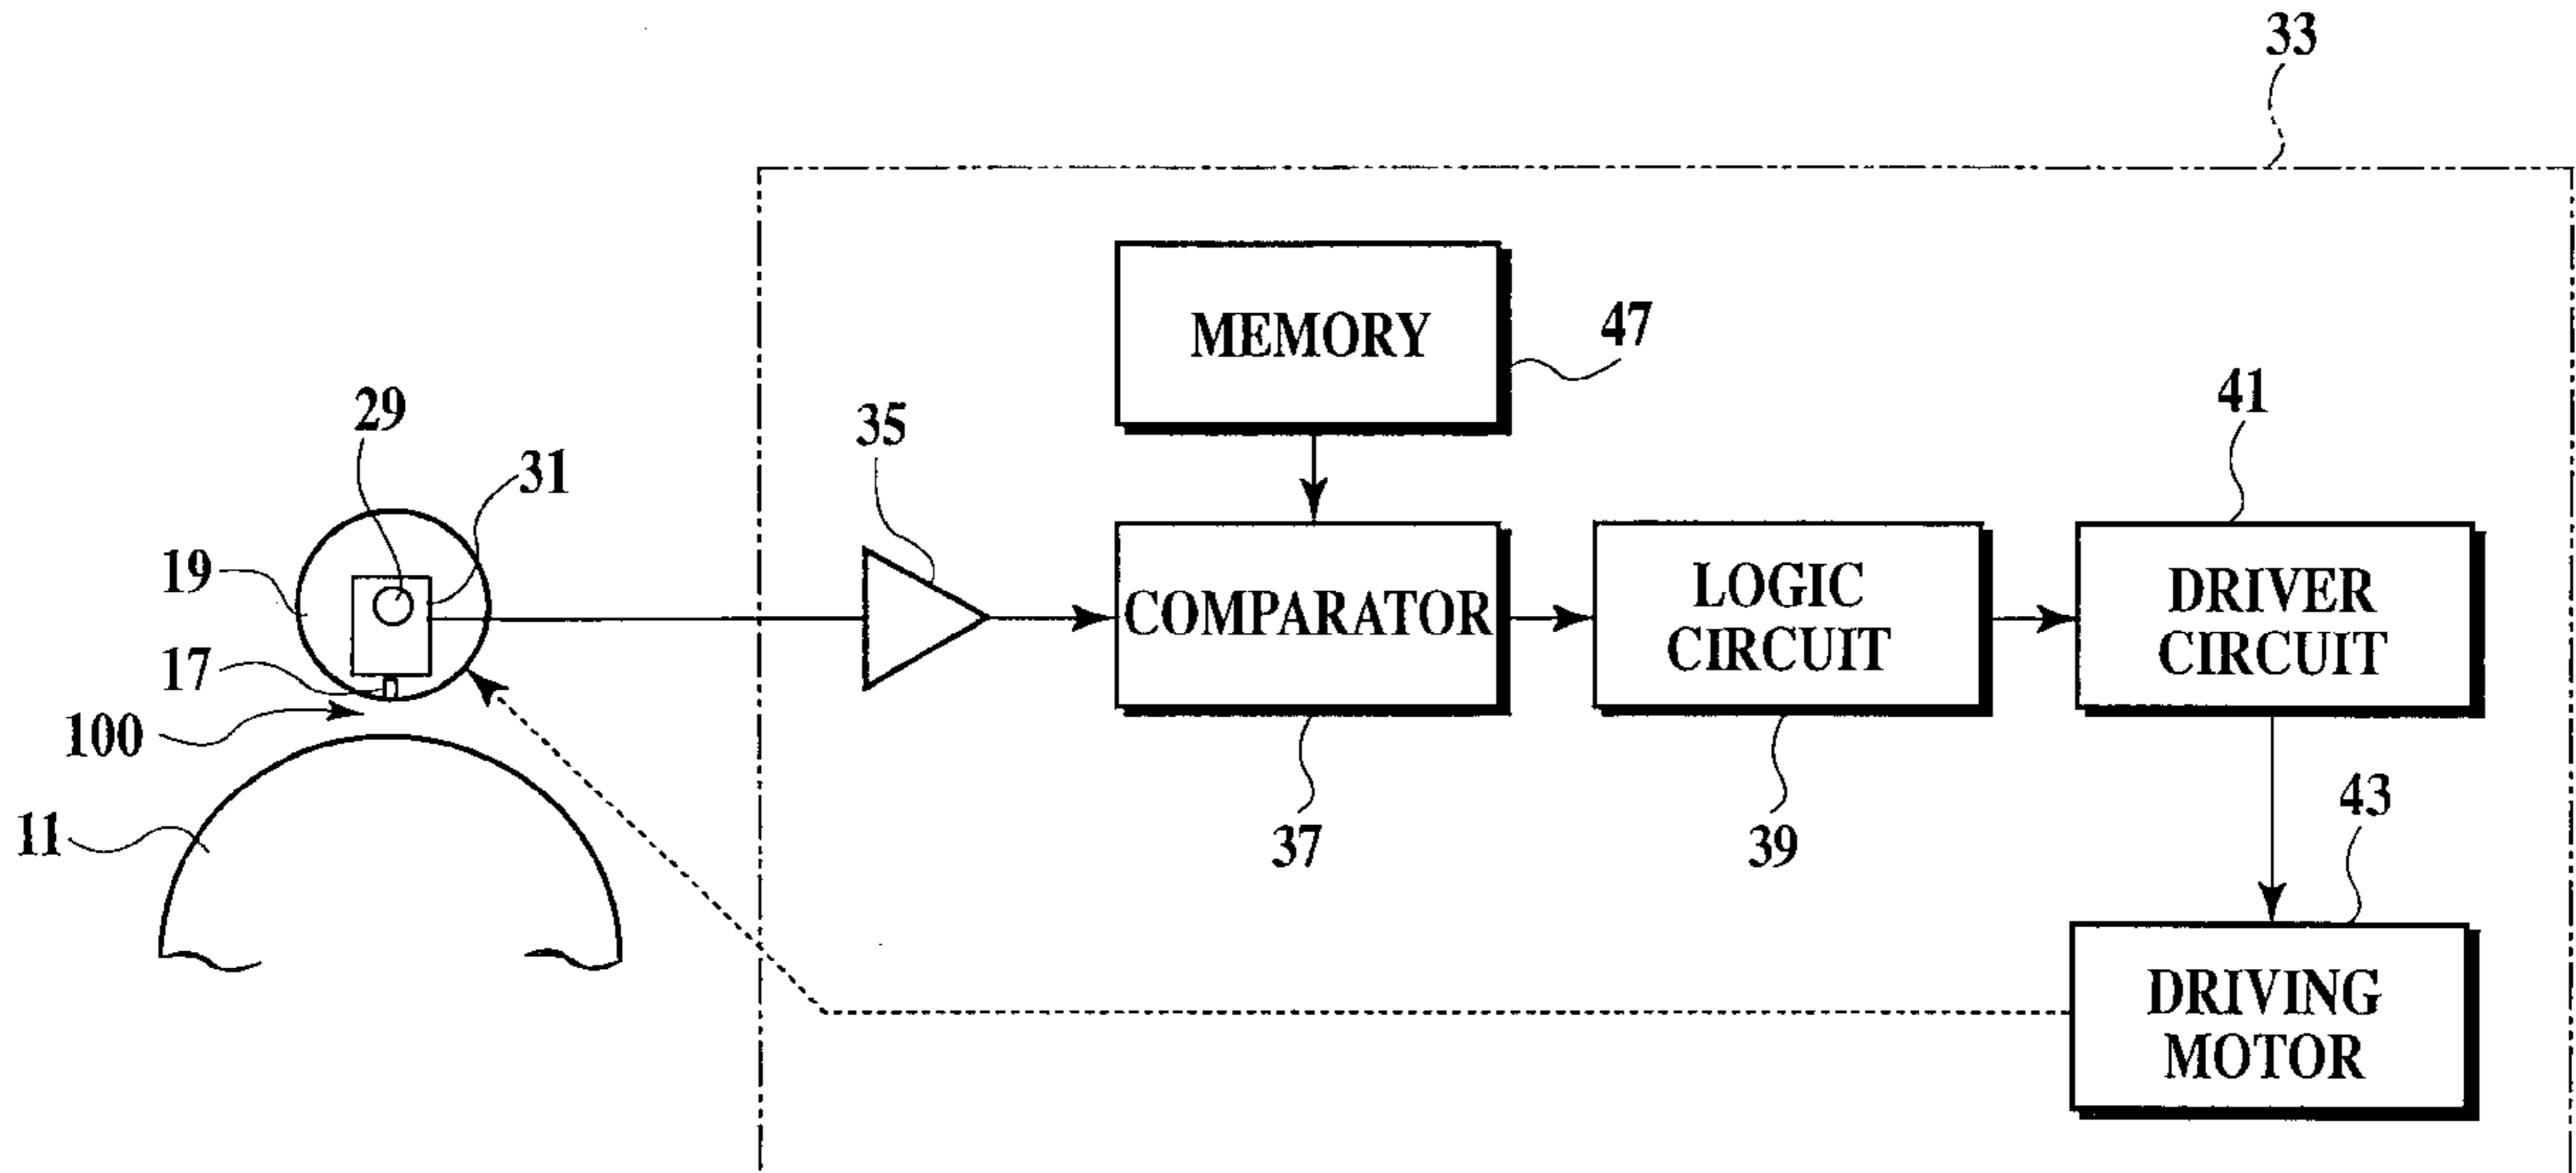 33
MEMORY
47
29
31
35
41
19
COMPARATOR
LOGIC
CIRCUIT
DRIVER
CIRCUIT
17
100
11
37
39
43
DRIVING
MOTOR